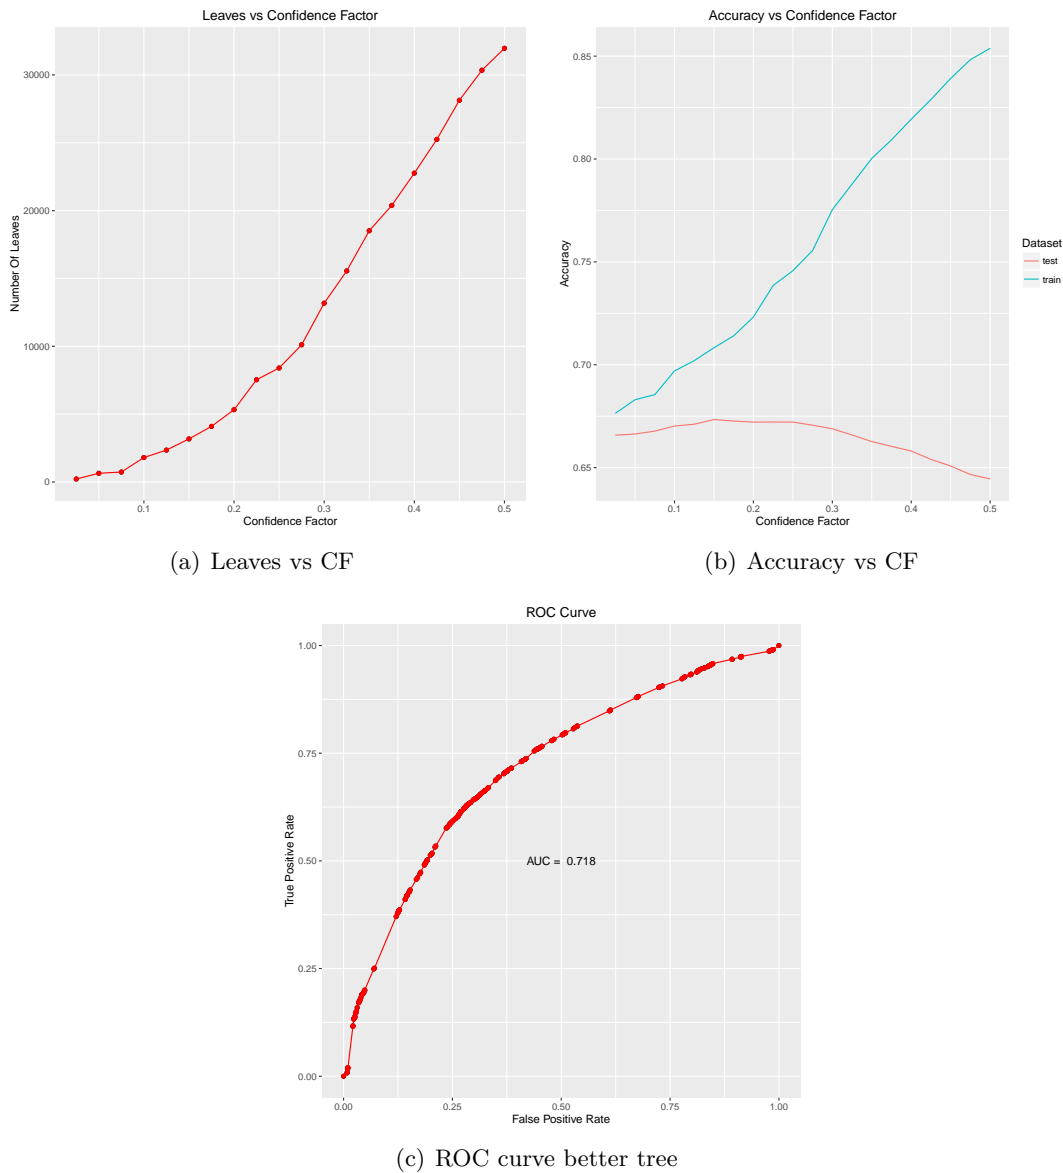 Leaves vs Confidence Factor
Number Of Leaves
30000
20000
10000
0
0.1 0.2 0.3 0.4 0.5
Confidence Factor
(a) Leaves vs CF
Accuracy vs Confidence Factor
Accuracy
0.85
0.80
0.75
0.70
0.65
0.1 0.2 0.3 0.4 0.5
Confidence Factor
Dataset
test
train
(b) Accuracy vs CF
ROC Curve
True Positive Rate
1.00
0.75
0.50
0.25
0.00
AUC = 0.718
0.00 0.25 0.50 0.75 1.00
False Positive Rate
(c) ROC curve better tree